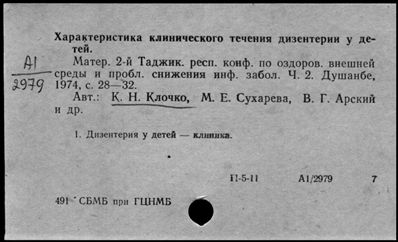 Характеристика клинического течения дизентерии у де-
тей.
А1
2979
Матер. 2-й Таджик. респ. конф. по оздоров. внешней
среды и пробл. снижения инф. забол. Ч. 2. Душанбе,
1974, с. 28—32.
Авт.: К. Н. Клочко, М. Е. Сухарева, В. Г. Арский
и др.
1. Дизентерия у детей — клиника.
П-5-11 А1/2979 7
491 СБМБ при ГЦНМБ